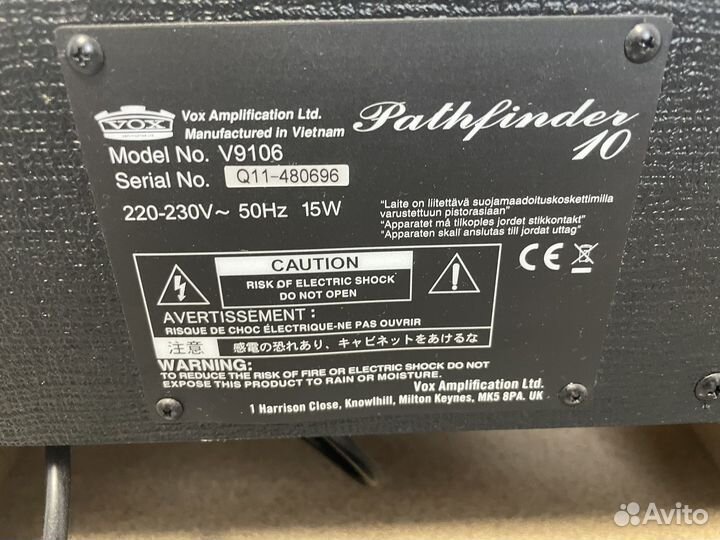 VOX
Vox Amplification Ltd.
Manufactured in Vietnam
Pathfinder
10
Model No. V9106
Serial No. Q11-480696
220-230V~ 50Hz 15W
"Laite on liitettävä suojamaadoituskoskettimilla
varustettuun pistorasiaan"
"Apparatet må tilkoples jordet stikkontakt"
"Apparaten skall anslutas till jordat uttag"
CE
CAUTION
RISK OF ELECTRIC SHOCK
DO NOT OPEN
AVERTISSEMENT :
RISQUE DE CHOC ÉLECTRIQUE-NE PAS OUVRIR
注意 感電の恐れあり、キャビネットをあけるな
WARNING:
TO REDUCE THE RISK OF FIRE OR ELECTRIC SHOCK DO NOT
EXPOSE THIS PRODUCT TO RAIN OR MOISTURE.
Vox Amplification Ltd.
1 Harrison Close, Knowlhill, Milton Keynes, MK5 8PA. UK
Avito